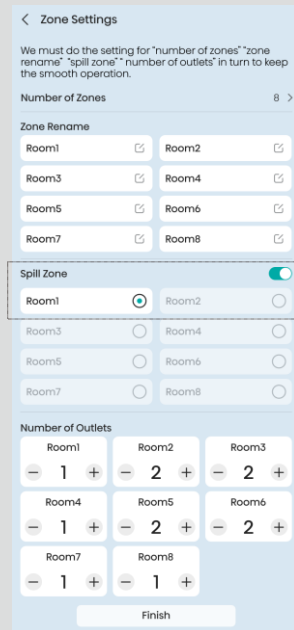 Zone Settings
We must do the setting for "number of zones" "zone
rename" "spill zone" " number of outlets" in turn to keep
the smooth operation.
Number of Zones 8
Zone Rename
Room1 Room2
Room3 Room4
Room5 Room6
Room7 Room8
Spill Zone
Room1 Room2
Room3 Room4
Room5 Room6
Room7 Room8
Number of Outlets
Room1 Room2 Room3
− 1 + − 2 + − 2 +
Room4 Room5 Room6
− 1 + − 2 + − 2 +
Room7 Room8
− 1 + − 1 +
Finish